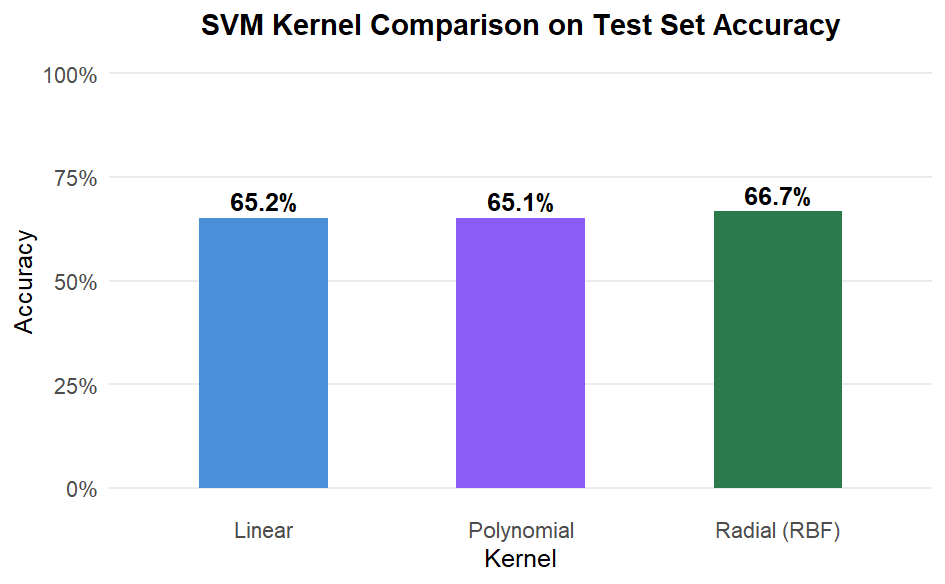 SVM Kernel Comparison on Test Set Accuracy
100%
75%
50%
25%
0%
Accuracy
65.2%
65.1%
66.7%
Linear
Polynomial
Radial (RBF)
Kernel